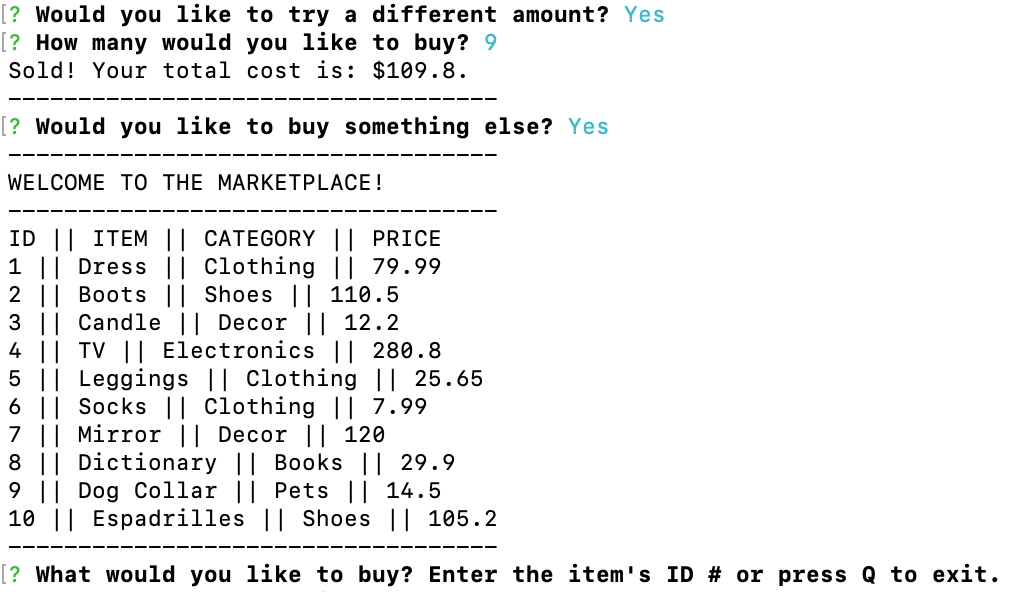 [? Would you like to try a different amount? Yes
[? How many would you like to buy? 9
Sold! Your total cost is: $109.8.
-----------------------------------
[? Would you like to buy something else? Yes
-----------------------------------
WELCOME TO THE MARKETPLACE!
-----------------------------------
ID || ITEM || CATEGORY || PRICE
1 || Dress || Clothing || 79.99
2 || Boots || Shoes || 110.5
3 || Candle || Decor || 12.2
4 || TV || Electronics || 280.8
5 || Leggings || Clothing || 25.65
6 || Socks || Clothing || 7.99
7 || Mirror || Decor || 120
8 || Dictionary || Books || 29.9
9 || Dog Collar || Pets || 14.5
10 || Espadrilles || Shoes || 105.2
-----------------------------------
[? What would you like to buy? Enter the item's ID # or press Q to exit.